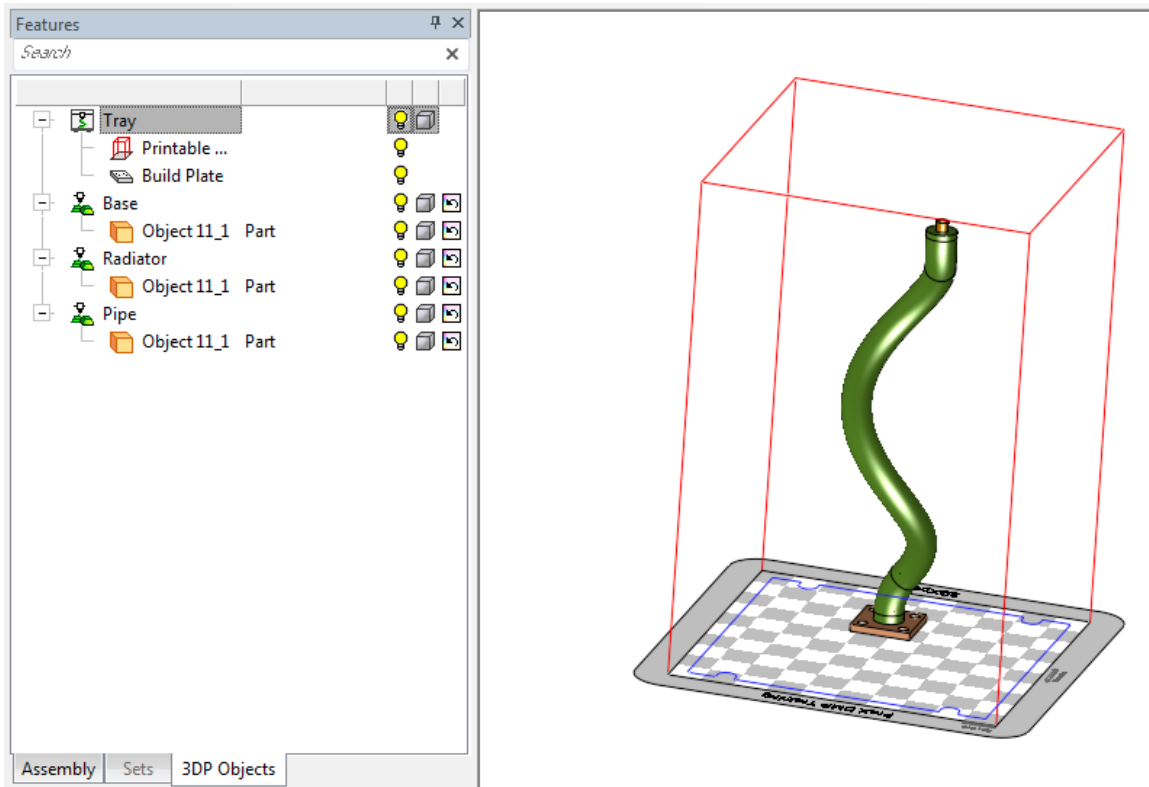 Features
Search
Tray
Printable ...
Build Plate
Base
Object 11_1 Part
Radiator
Object 11_1 Part
Pipe
Object 11_1 Part
Assembly Sets 3DP Objects